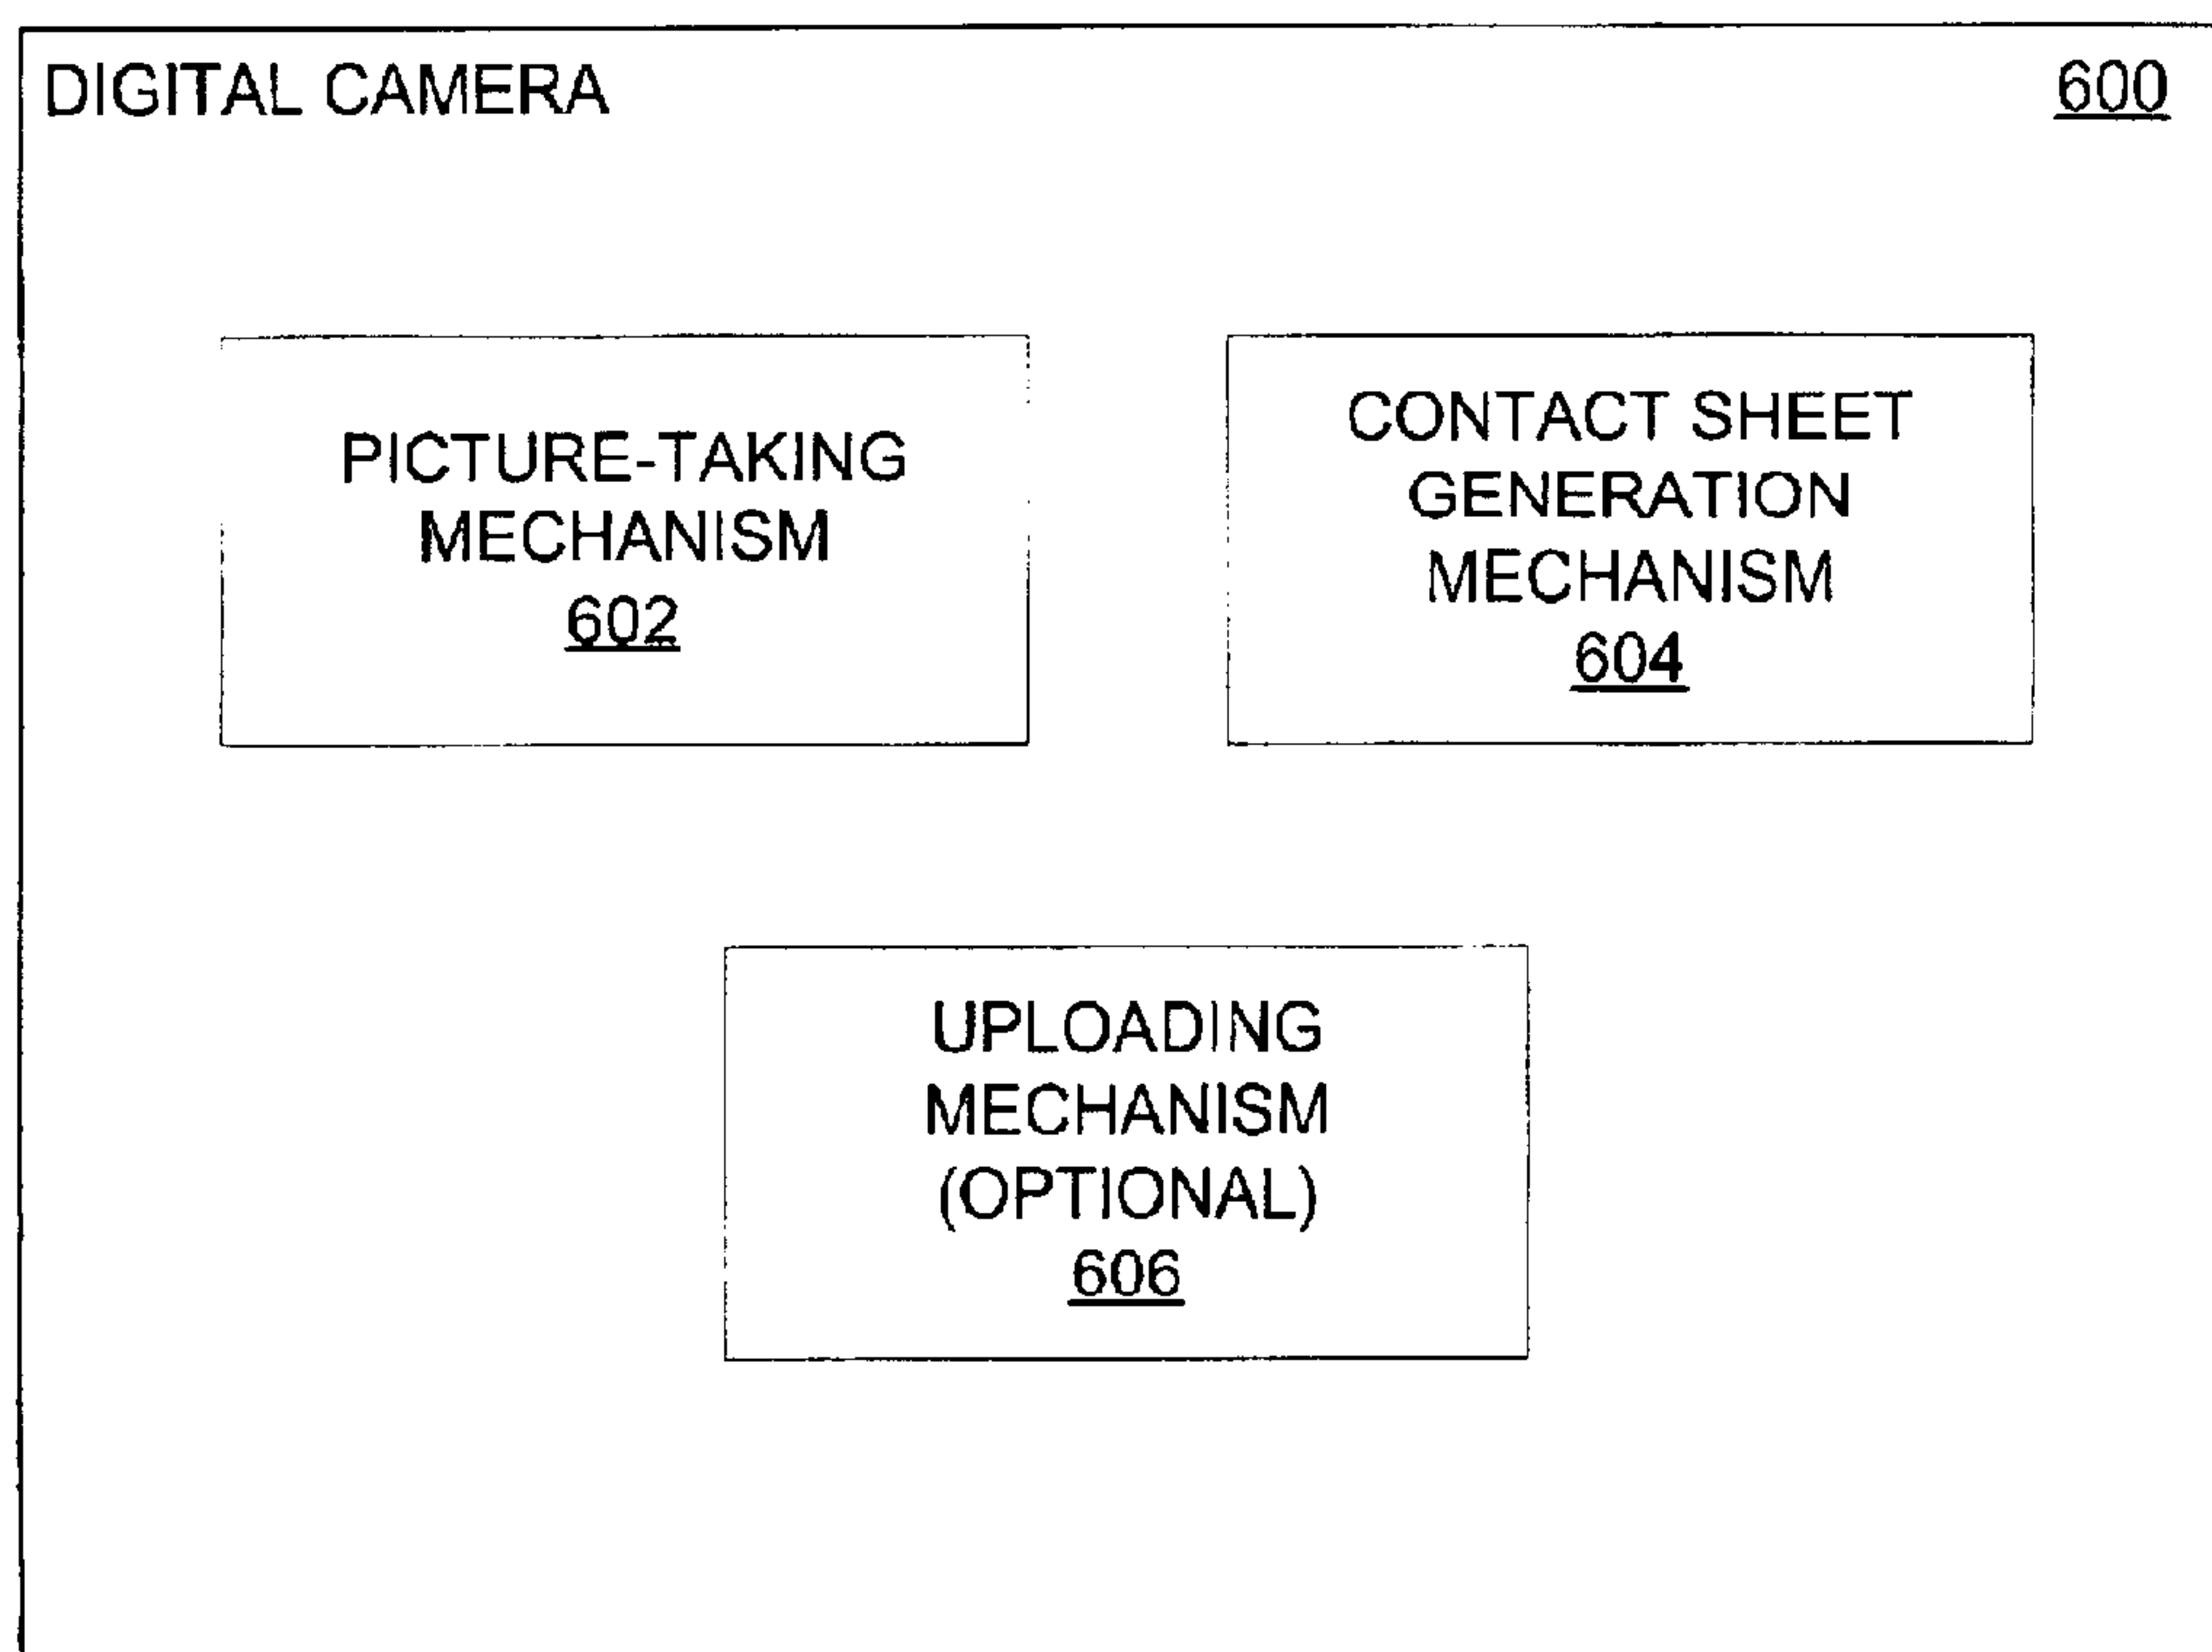 DIGITAL CAMERA
600
PICTURE-TAKING
MECHANISM
602
CONTACT SHEET
GENERATION
MECHANISM
604
UPLOADING
MECHANISM
(OPTIONAL)
606